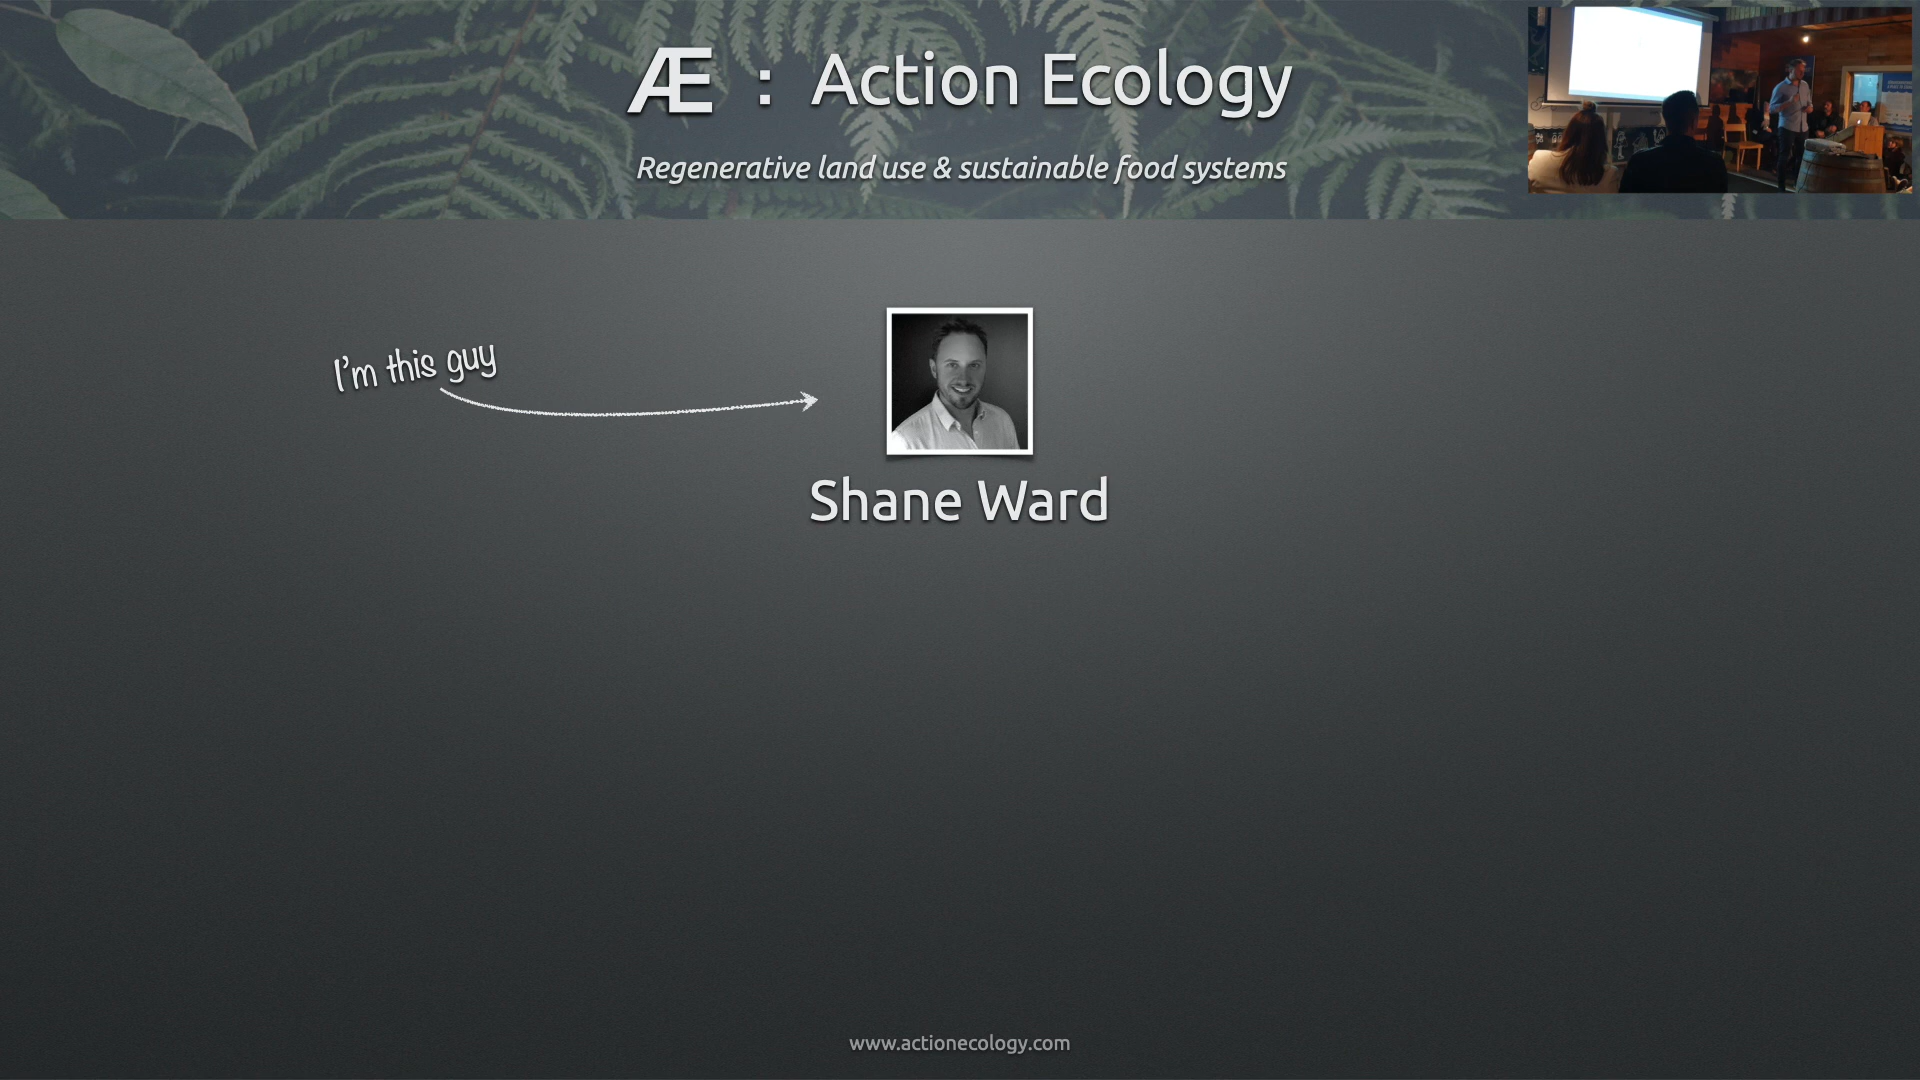 Æ : Action Ecology
Regenerative land use & sustainable food systems
I'm this guy
Shane Ward
www.actionecology.com